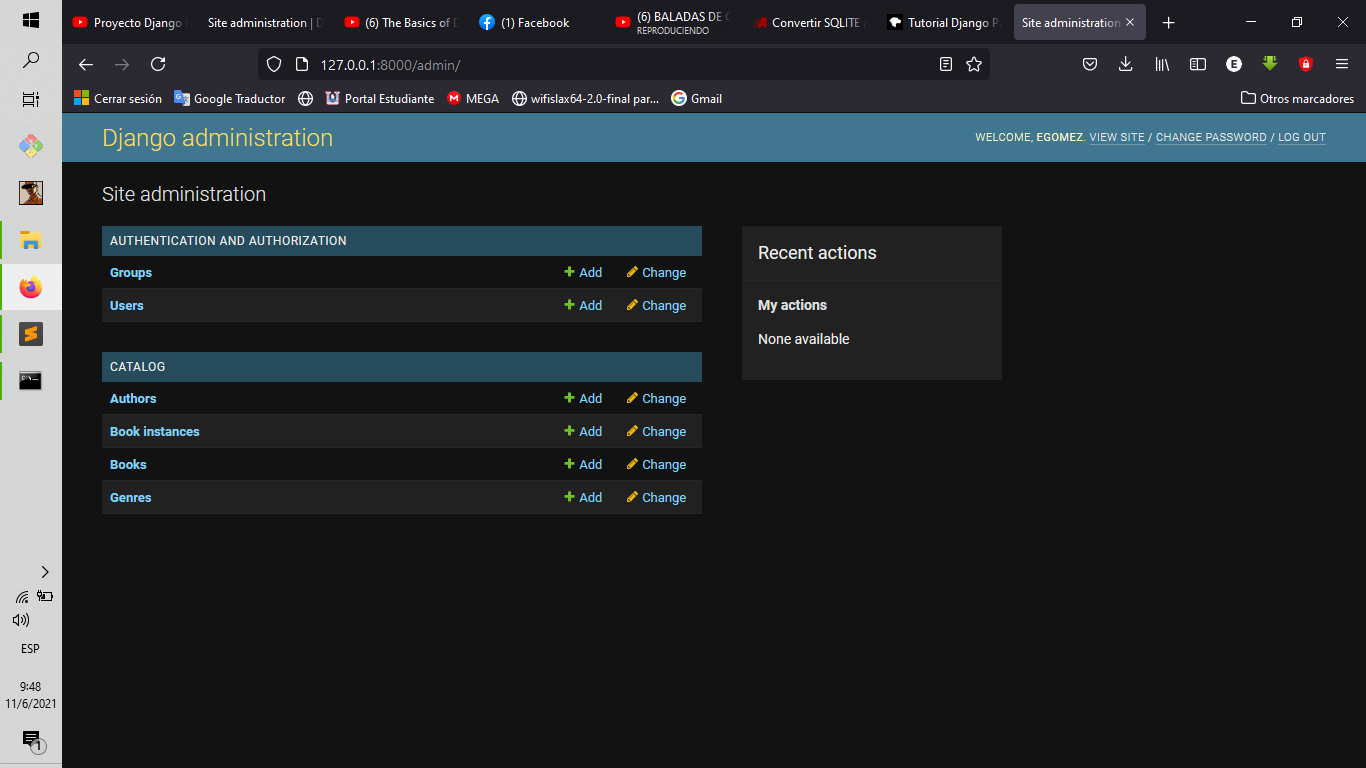 Proyecto Django
Site administration | D
(6) The Basics of D
(1) Facebook
(6) BALADAS DE C
REPRODUCIENDO
Convertir SQLITE a
Tutorial Django P
Site administration
127.0.0.1:8000/admin/
E
Cerrar sesión
Google Traductor
Portal Estudiante
MEGA
wifislax64-2.0-final par...
Gmail
Otros marcadores
Django administration
WELCOME, EGOMEZ. VIEW SITE / CHANGE PASSWORD / LOG OUT
Site administration
AUTHENTICATION AND AUTHORIZATION
Groups Add Change
Users Add Change
CATALOG
Authors Add Change
Book instances Add Change
Books Add Change
Genres Add Change
Recent actions
My actions
None available
ESP
9:48
11/6/2021
1